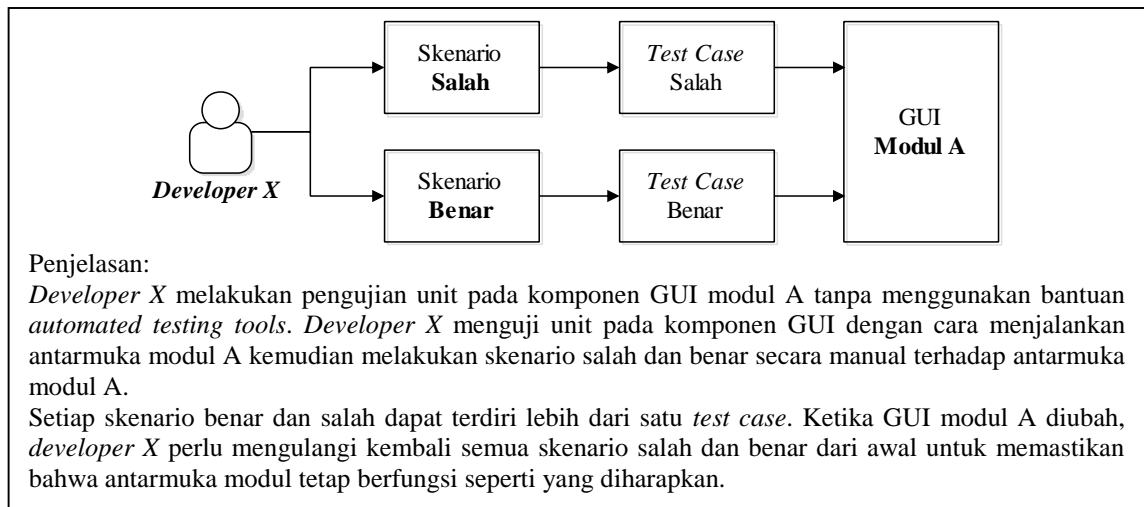 Skenario
Salah
Test Case
Salah
GUI
Modul A
Developer X
Skenario
Benar
Test Case
Benar
Penjelasan:
Developer X melakukan pengujian unit pada komponen GUI modul A tanpa menggunakan bantuan
automated testing tools. Developer X menguji unit pada komponen GUI dengan cara menjalankan
antarmuka modul A kemudian melakukan skenario salah dan benar secara manual terhadap antarmuka
modul A.
Setiap skenario benar dan salah dapat terdiri lebih dari satu test case. Ketika GUI modul A diubah,
developer X perlu mengulangi kembali semua skenario salah dan benar dari awal untuk memastikan
bahwa antarmuka modul tetap berfungsi seperti yang diharapkan.